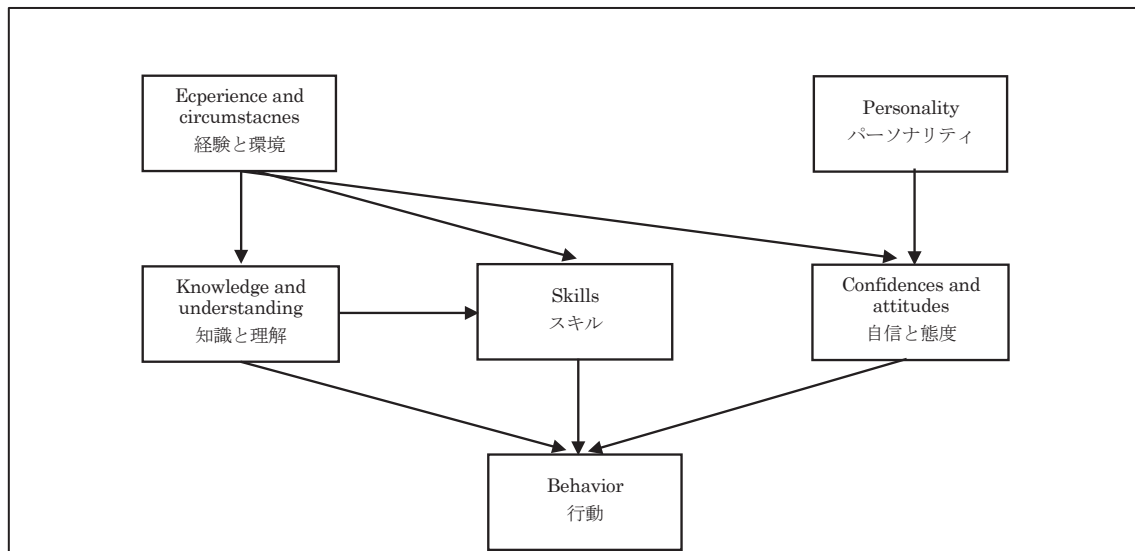 Ecperience and
circumstacnes
経験と環境
Personality
パーソナリティ
Knowledge and
understanding
知識と理解
Skills
スキル
Confidences and
attitudes
自信と態度
Behavior
行動